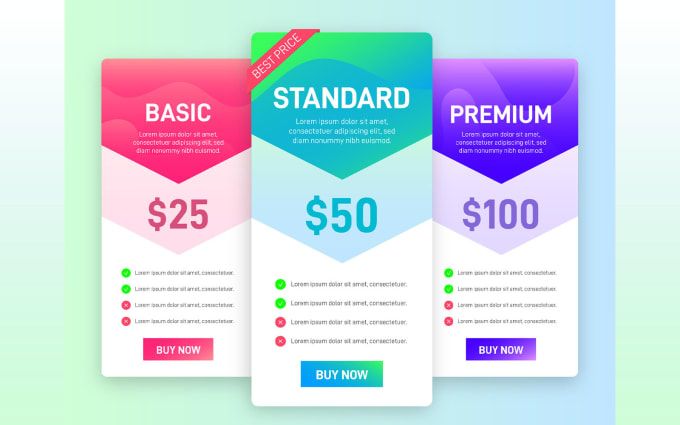 BASIC
Lorem ipsum dolor sit amet,
consectetuer adipiscing elit, sed
diam nonummy nibh euismod.
$25
Lorem ipsum dolor sit amet, consectetuer.
Lorem ipsum dolor sit amet, consectetuer.
Lorem ipsum dolor sit amet, consectetuer.
Lorem ipsum dolor sit amet, consectetuer.
BUY NOW
BEST PRICE
STANDARD
Lorem ipsum dolor sit amet,
consectetuer adipiscing elit, sed
diam nonummy nibh euismod.
$50
Lorem ipsum dolor sit amet, consectetuer.
Lorem ipsum dolor sit amet, consectetuer.
Lorem ipsum dolor sit amet, consectetuer.
Lorem ipsum dolor sit amet, consectetuer.
BUY NOW
PREMIUM
Lorem ipsum dolor sit amet,
consectetuer adipiscing elit, sed
diam nonummy nibh euismod.
$100
Lorem ipsum dolor sit amet, consectetuer.
Lorem ipsum dolor sit amet, consectetuer.
Lorem ipsum dolor sit amet, consectetuer.
Lorem ipsum dolor sit amet, consectetuer.
BUY NOW